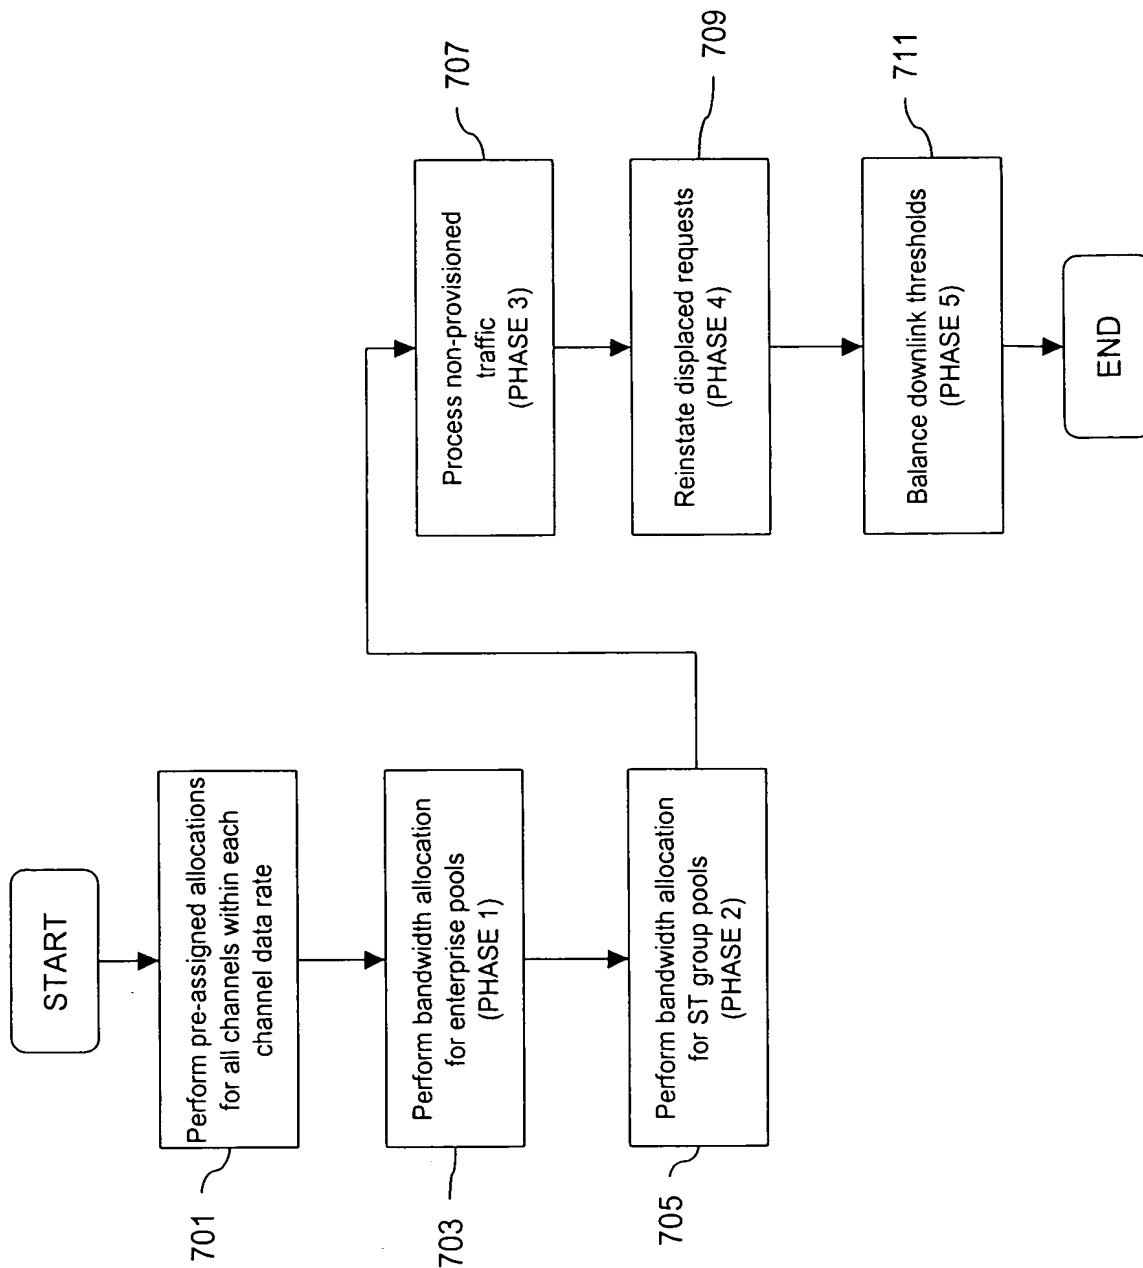 START
Perform pre-assigned allocations
for all channels within each
channel data rate
701
Perform bandwidth allocation
for enterprise pools
(PHASE 1)
703
Perform bandwidth allocation
for ST group pools
(PHASE 2)
705
Process non-provisioned
traffic
(PHASE 3)
707
Reinstate displaced requests
(PHASE 4)
709
Balance downlink thresholds
(PHASE 5)
711
END